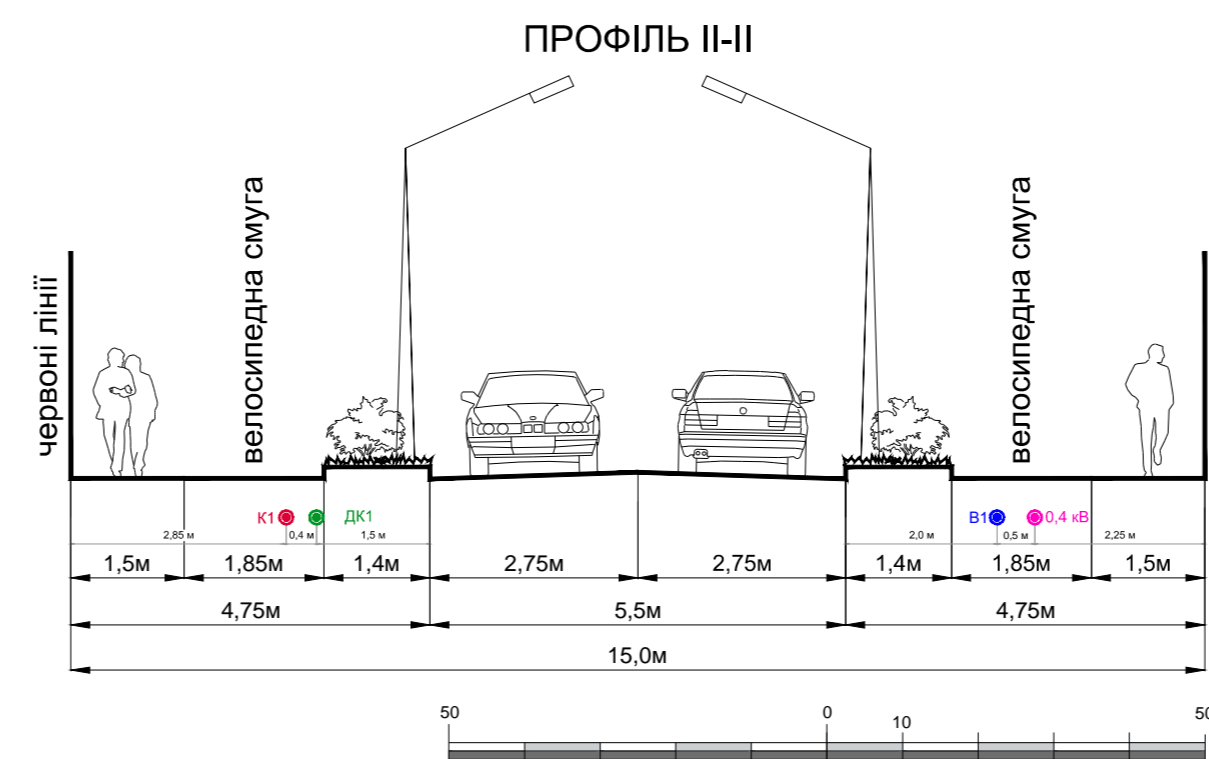 ПРОФІЛЬ ІІ-ІІ
червоні лінії
велосипедна смуга
велосипедна смуга
К1
ДК1
В1
0,4 кВ
2,85 м
0,4 м
1,5 м
2,0 м
0,5 м
2,25 м
1,5м
1,85м
1,4м
2,75м
2,75м
1,4м
1,85м
1,5м
4,75м
5,5м
4,75м
15,0м
50
0
10
50